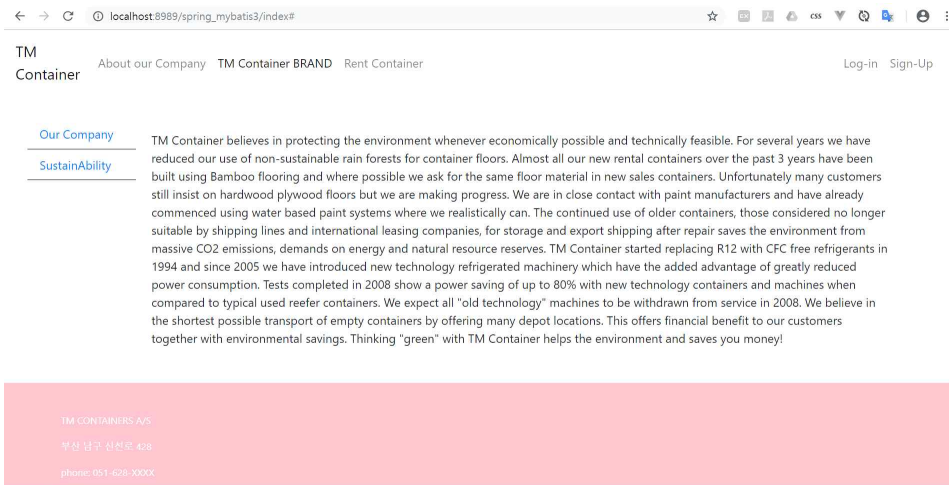 localhost:8989/spring_mybatis3/index#
CSS
TM
Container
About our Company TM Container BRAND Rent Container
Log-in Sign-Up
Our Company
SustainAbility
TM Container believes in protecting the environment whenever economically possible and technically feasible. For several years we have
reduced our use of non-sustainable rain forests for container floors. Almost all our new rental containers over the past 3 years have been
built using Bamboo flooring and where possible we ask for the same floor material in new sales containers. Unfortunately many customers
still insist on hardwood plywood floors but we are making progress. We are in close contact with paint manufacturers and have already
commenced using water based paint systems where we realistically can. The continued use of older containers, those considered no longer
suitable by shipping lines and international leasing companies, for storage and export shipping after repair saves the environment from
massive CO2 emissions, demands on energy and natural resource reserves. TM Container started replacing R12 with CFC free refrigerants in
1994 and since 2005 we have introduced new technology refrigerated machinery which have the added advantage of greatly reduced
power consumption. Tests completed in 2008 show a power saving of up to 80% with new technology containers and machines when
compared to typical used reefer containers. We expect all "old technology" machines to be withdrawn from service in 2008. We believe in
the shortest possible transport of empty containers by offering many depot locations. This offers financial benefit to our customers
together with environmental savings. Thinking "green" with TM Container helps the environment and saves you money!
TM CONTAINERS A/S
부산 남구 신선로 428
phone: 051-628-XXXX